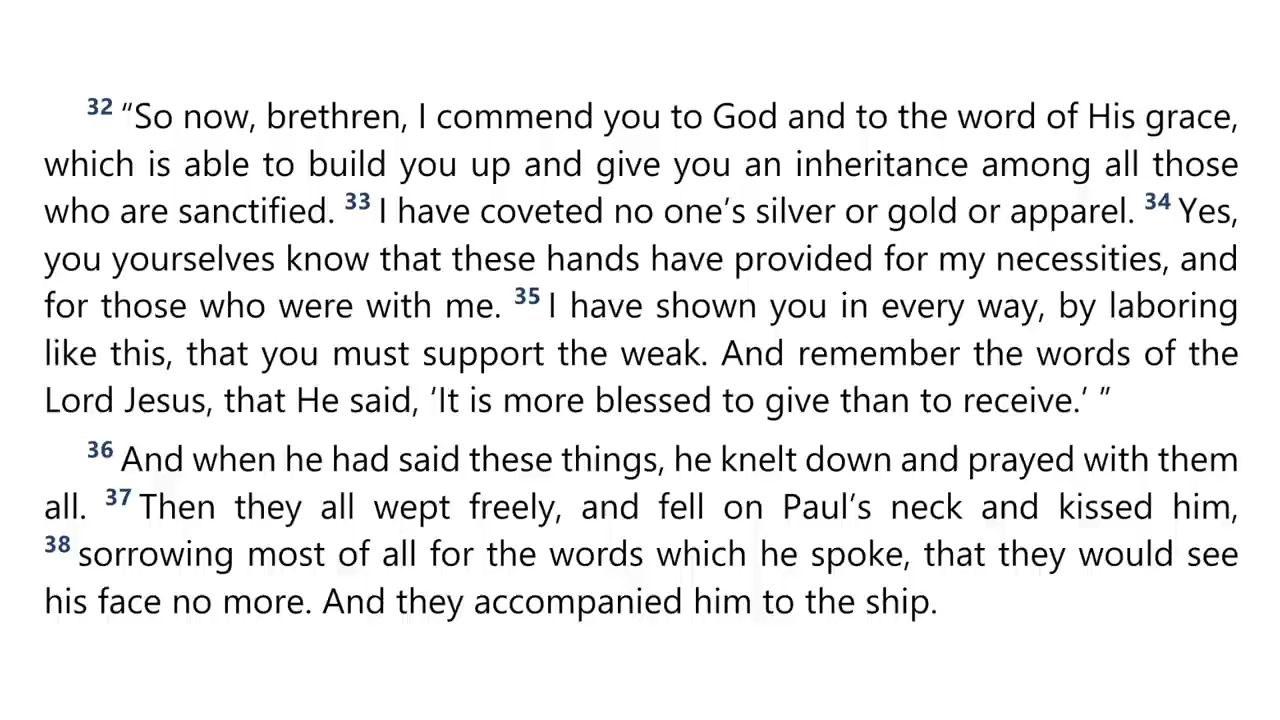 32 “So now, brethren, I commend you to God and to the word of His grace,
which is able to build you up and give you an inheritance among all those
who are sanctified. 33 I have coveted no one’s silver or gold or apparel. 34 Yes,
you yourselves know that these hands have provided for my necessities, and
for those who were with me. 35 I have shown you in every way, by laboring
like this, that you must support the weak. And remember the words of the
Lord Jesus, that He said, ‘It is more blessed to give than to receive.’ ”
36 And when he had said these things, he knelt down and prayed with them
all. 37 Then they all wept freely, and fell on Paul’s neck and kissed him,
38 sorrowing most of all for the words which he spoke, that they would see
his face no more. And they accompanied him to the ship.